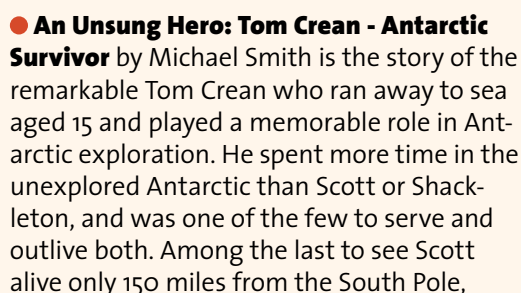 ● An Unsung Hero: Tom Crean - Antarctic
Survivor by Michael Smith is the story of the
remarkable Tom Crean who ran away to sea
aged 15 and played a memorable role in Ant-
arctic exploration. He spent more time in the
unexplored Antarctic than Scott or Shack-
leton, and was one of the few to serve and
outlive both. Among the last to see Scott
alive only 150 miles from the South Pole,